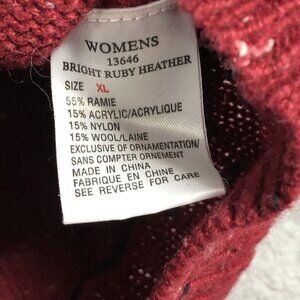 WOMENS
13646
BRIGHT RUBY HEATHER
SIZE XL
55% RAMIE
15% ACRYLIC/ACRYLIQUE
15% NYLON
15% WOOL/LAINE
EXCLUSIVE OF ORNAMENTATION/
SANS COMPTER ORNEMENT
MADE IN CHINA
FABRIQUE EN CHINE
SEE REVERSE FOR CARE